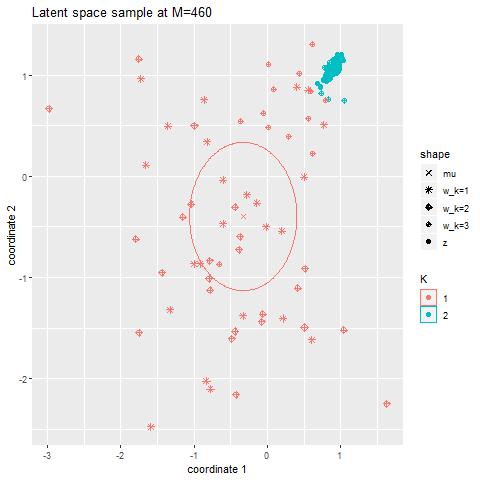 Latent space sample at M=460
coordinate 2
1
0
-1
-2
-3
-2
-1
0
1
coordinate 1
shape
mu
w_k=1
w_k=2
w_k=3
z
K
1
2